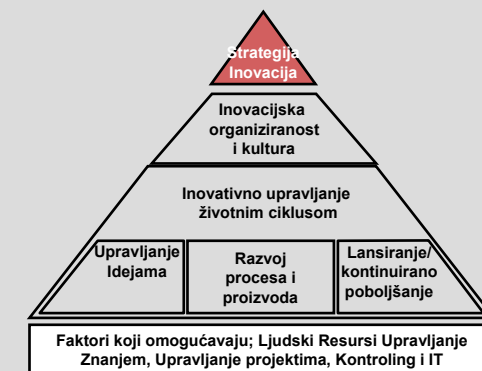 Strategija
Inovacija
Inovacijska
organiziranost
i kultura
Inovativno upravljanje
životnim ciklusom
Upravljanje
Idejama
Razvoj
procesa i
proizvoda
Lansiranje/
kontinuirano
poboljšanje
Faktori koji omogućavaju; Ljudski Resursi Upravljanje
Znanjem, Upravljanje projektima, Kontroling i IT